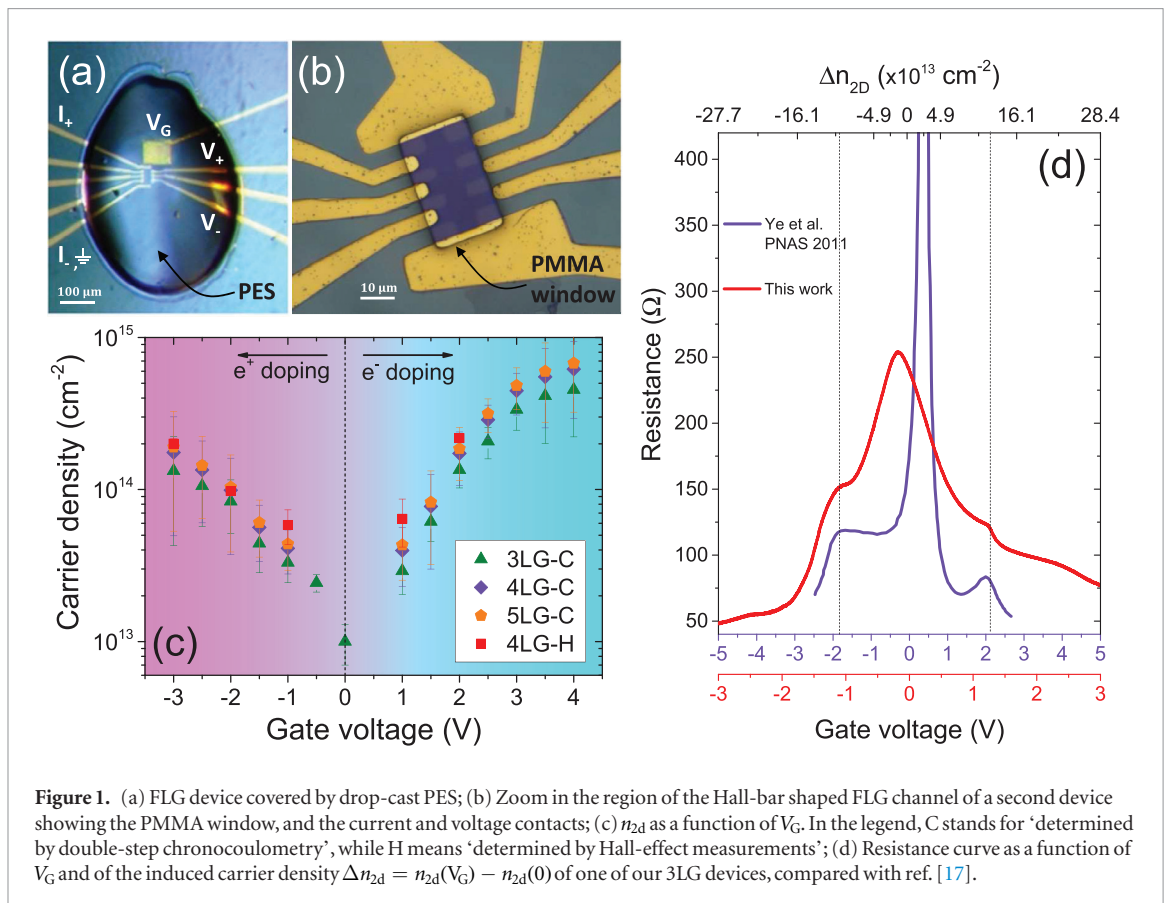 (a)
I+
VG
V+
V-
I-,⏚
PES
100 μm
(b)
PMMA
window
10 μm
Carrier density (cm-2)
10^15
10^14
10^13
e+ doping
e- doping
3LG-C
4LG-C
5LG-C
4LG-H
(c)
-3 -2 -1 0 1 2 3 4
Gate voltage (V)
Δn2D (x10^13 cm-2)
-27.7 -16.1 -4.9 0 4.9 16.1 28.4
(d)
Resistance (Ω)
400
350
300
250
200
150
100
50
Ye et al.
PNAS 2011
This work
-5 -4 -3 -2 -1 0 1 2 3 4 5
-3 -2 -1 0 1 2 3
Gate voltage (V)
Figure 1. (a) FLG device covered by drop-cast PES; (b) Zoom in the region of the Hall-bar shaped FLG channel of a second device
showing the PMMA window, and the current and voltage contacts; (c) n2d as a function of VG. In the legend, C stands for ‘determined
by double-step chronocoulometry’, while H means ‘determined by Hall-effect measurements’; (d) Resistance curve as a function of
VG and of the induced carrier density Δn2d = n2d(VG) − n2d(0) of one of our 3LG devices, compared with ref. [17].